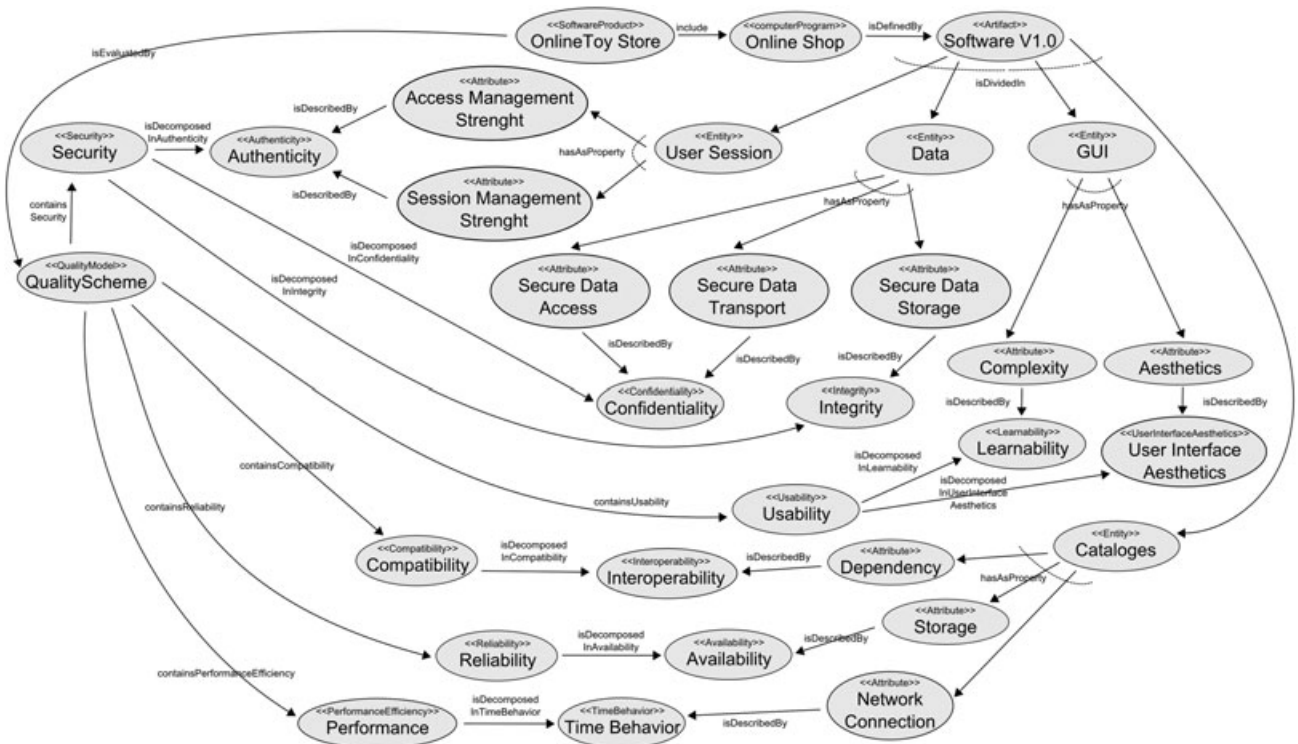 <<SoftwareProduct>>
OnlineToy Store
include
<<computerProgram>>
Online Shop
isDefinedBy
<<Artifact>>
Software V1.0
isEvaluatedBy
isDividedIn
<<Attribute>>
Access Management
Strenght
isDescribedBy
<<Security>>
Security
isDecomposed
InAuthenticity
<<Authenticity>>
Authenticity
hasAsProperty
<<Entity>>
User Session
<<Entity>>
Data
<<Entity>>
GUI
isDescribedBy
<<Attribute>>
Session Management
Strenght
hasAsProperty
hasAsProperty
contains
Security
<<QualityModel>>
QualityScheme
isDecomposed
InConfidentiality
isDecomposed
InIntegrity
<<Attribute>>
Secure Data
Access
<<Attribute>>
Secure Data
Transport
<<Attribute>>
Secure Data
Storage
isDescribedBy
isDescribedBy
isDescribedBy
<<Attribute>>
Complexity
<<Attribute>>
Aesthetics
<<Confidentiality>>
Confidentiality
<<Integrity>>
Integrity
isDescribedBy
isDescribedBy
<<Learnability>>
Learnability
<<UserInterfaceAesthetics>>
User Interface
Aesthetics
containsCompatibility
isDecomposed
InLearnability
isDecomposed
InUserInterface
Aesthetics
containsReliability
containsUsability
<<Usability>>
Usability
<<Entity>>
Cataloges
<<Compatibility>>
Compatibility
isDecomposed
InCompatibility
<<Interoperability>>
Interoperability
isDescribedBy
<<Attribute>>
Dependency
hasAsProperty
<<Attribute>>
Storage
<<Reliability>>
Reliability
isDecomposed
InAvailability
<<Availability>>
Availability
isDescribedBy
containsPerformanceEfficiency
<<Attribute>>
Network
Connection
<<PerformanceEfficiency>>
Performance
isDecomposed
InTimeBehavior
<<TimeBehavior>>
Time Behavior
isDescribedBy